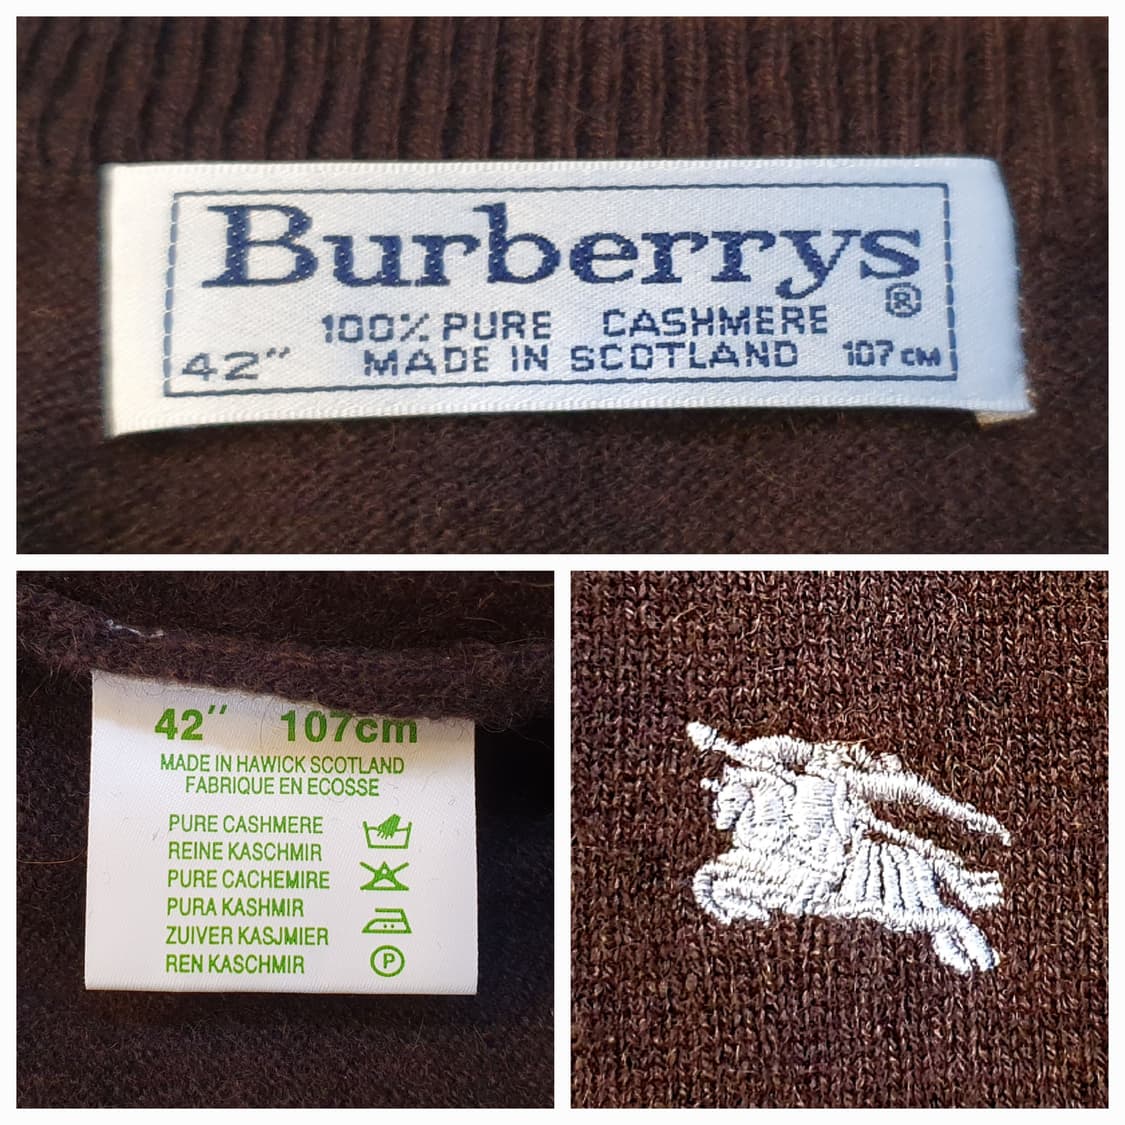 Burberrys
®
100% PURE CASHMERE
42" MADE IN SCOTLAND 107 CM
42" 107cm
MADE IN HAWICK SCOTLAND
FABRIQUE EN ECOSSE
PURE CASHMERE
REINE KASCHMIR
PURE CACHEMIRE
PURA KASHMIR
ZUIVER KASJMIER
REN KASCHMIR
P